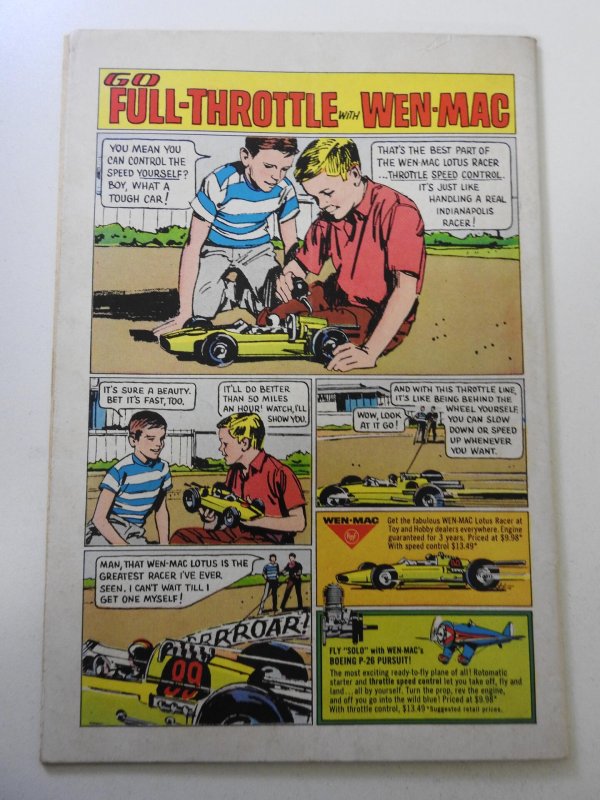 GO
FULL-THROTTLE WITH WEN-MAC
YOU MEAN YOU
CAN CONTROL THE
SPEED YOURSELF?
BOY, WHAT A
TOUGH CAR!
THAT'S THE BEST PART OF
THE WEN-MAC LOTUS RACER
...THROTTLE SPEED CONTROL.
IT'S JUST LIKE
HANDLING A REAL
INDIANAPOLIS
RACER!
IT'S SURE A BEAUTY.
BET IT'S FAST, TOO.
IT'LL DO BETTER
THAN 50 MILES
AN HOUR! WATCH, I'LL
SHOW YOU.
WOW, LOOK
AT IT GO!
AND WITH THIS THROTTLE LINE,
IT'S LIKE BEING BEHIND THE
WHEEL YOURSELF.
YOU CAN SLOW
DOWN OR SPEED
UP WHENEVER
YOU WANT.
MAN, THAT WEN-MAC LOTUS IS THE
GREATEST RACER I'VE EVER
SEEN. I CAN'T WAIT TILL I
GET ONE MYSELF!
RRRROAR!
99
WEN-MAC
Get the fabulous WEN-MAC Lotus Racer at
Toy and Hobby dealers everywhere. Engine
guaranteed for 3 years. Priced at $9.98*
With speed control $13.49*
99
FLY "SOLO" with WEN-MAC's
BOEING P-26 PURSUIT!
The most exciting ready-to-fly plane of all! Rotomatic
starter and throttle speed control let you take off, fly and
land... all by yourself. Turn the prop, rev the engine,
and off you go into the wild blue! Priced at $9.98*
With throttle control, $13.49 *Suggested retail prices.